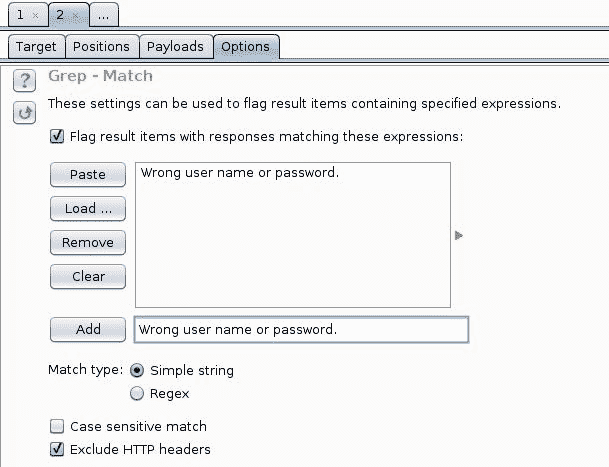 1 × 2 × ...
Target Positions Payloads Options
? Grep - Match
These settings can be used to flag result items containing specified expressions.
Flag result items with responses matching these expressions:
Paste
Wrong user name or password.
Load ...
Remove
Clear
Add Wrong user name or password.
Match type: Simple string
Regex
Case sensitive match
Exclude HTTP headers